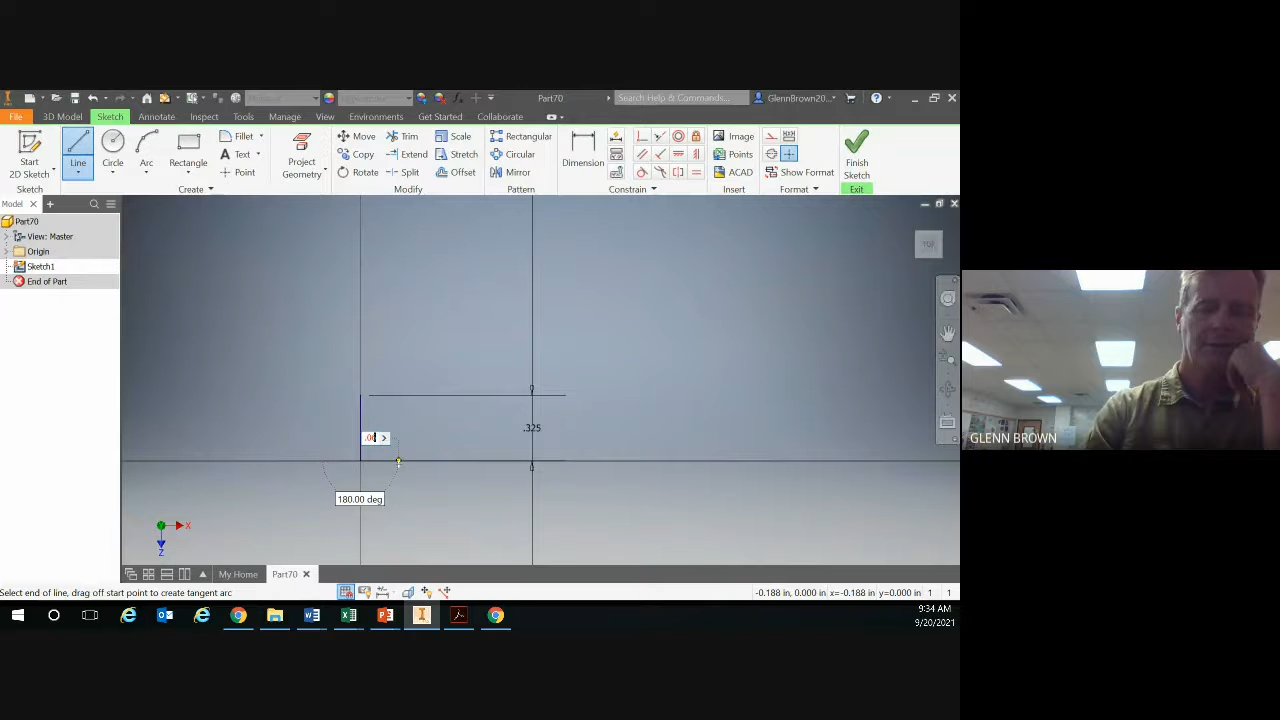 Part70
Search Help & Commands...
GlennBrown20...
File
3D Model
Sketch
Annotate
Inspect
Tools
Manage
View
Environments
Get Started
Collaborate
Start
2D Sketch
Line
Circle
Arc
Rectangle
Fillet
Text
Point
Project
Geometry
Move
Copy
Rotate
Trim
Extend
Split
Scale
Stretch
Offset
Rectangular
Circular
Mirror
Dimension
Image
Points
ACAD
Show Format
Finish
Sketch
Sketch
Create
Modify
Pattern
Constrain
Insert
Format
Exit
Model
Part70
View: Master
Origin
Sketch1
End of Part
.325
180.00 deg
X
Z
GLENN BROWN
My Home
Part70
Select end of line, drag off start point to create tangent arc
-0.188 in, 0.000 in x=-0.188 in y=0.000 in 1 1
9:34 AM
9/20/2021